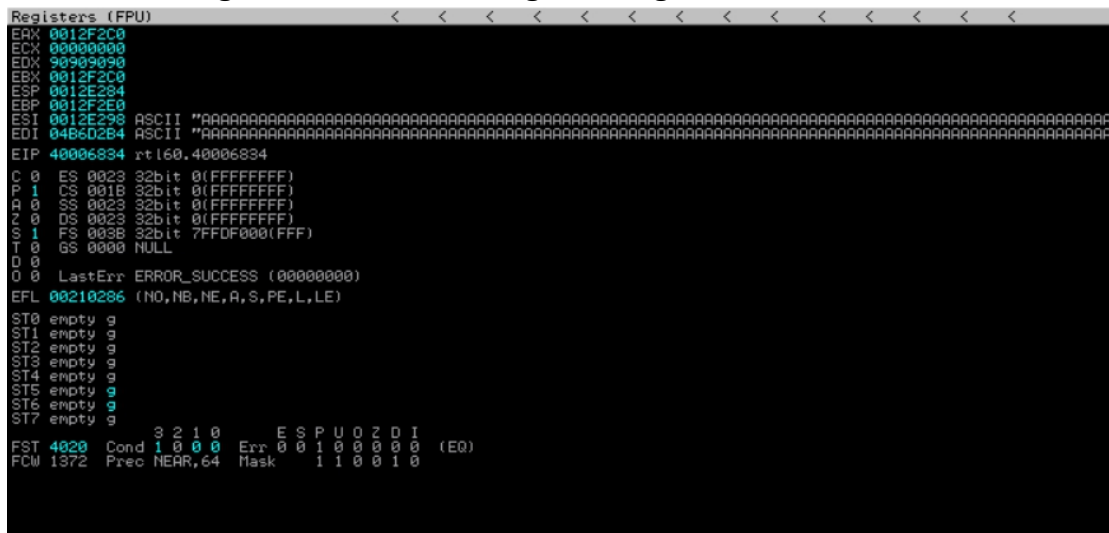 Registers (FPU) < < < < < < < < < < < < < <
EAX 0012F2C0
ECX 00000000
EDX 90909090
EBX 0012F2C0
ESP 0012E284
EBP 0012F2E0
ESI 0012E298 ASCII "AAAAAAAAAAAAAAAAAAAAAAAAAAAAAAAAAAAAAAAAAAAAAAAAAAAAAAAAAAAAAAAAAAAAAAAAAAAAAAAAAAAAAAAAAAAAAAAAAAAAAAAAAAAAA
EDI 04B6D2B4 ASCII "AAAAAAAAAAAAAAAAAAAAAAAAAAAAAAAAAAAAAAAAAAAAAAAAAAAAAAAAAAAAAAAAAAAAAAAAAAAAAAAAAAAAAAAAAAAAAAAAAAAAAAAAAAAAA
EIP 40006834 rtl60.40006834
C 0 ES 0023 32bit 0(FFFFFFFF)
P 1 CS 001B 32bit 0(FFFFFFFF)
A 0 SS 0023 32bit 0(FFFFFFFF)
Z 0 DS 0023 32bit 0(FFFFFFFF)
S 1 FS 003B 32bit 7FFDF000(FFF)
T 0 GS 0000 NULL
D 0
O 0 LastErr ERROR_SUCCESS (00000000)
EFL 00210286 (NO,NB,NE,A,S,PE,L,LE)
ST0 empty g
ST1 empty g
ST2 empty g
ST3 empty g
ST4 empty g
ST5 empty g
ST6 empty g
ST7 empty g
3 2 1 0 E S P U O Z D I
FST 4020 Cond 1 0 0 0 Err 0 0 1 0 0 0 0 0 (EQ)
FCW 1372 Prec NEAR,64 Mask 1 1 0 0 1 0